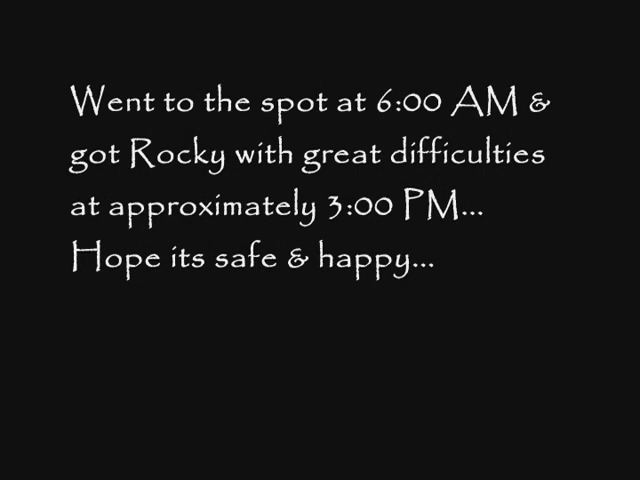 Went to the spot at 6:00 AM &
got Rocky with great difficulties
at approximately 3:00 PM...
Hope its safe & happy...